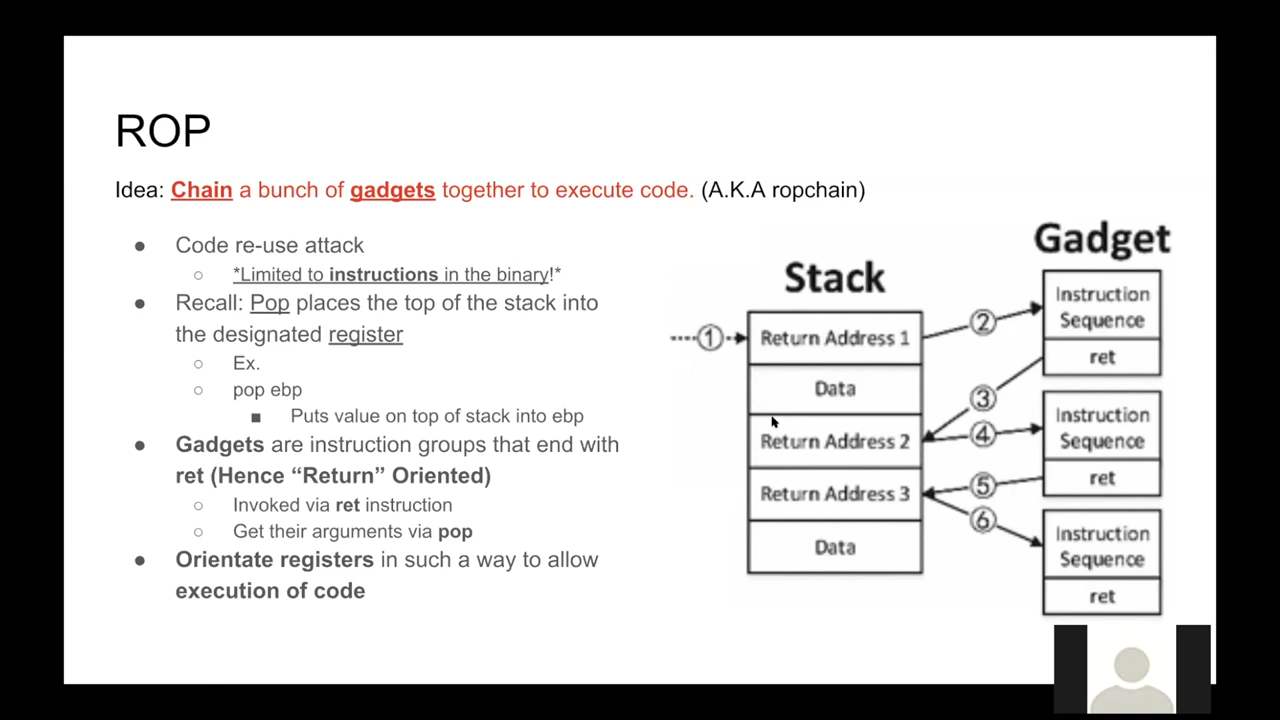 ROP
Idea: Chain a bunch of gadgets together to execute code. (A.K.A ropchain)
● Code re-use attack
○ *Limited to instructions in the binary!*
● Recall: Pop places the top of the stack into
the designated register
○ Ex.
○ pop ebp
■ Puts value on top of stack into ebp
● Gadgets are instruction groups that end with
ret (Hence “Return” Oriented)
○ Invoked via ret instruction
○ Get their arguments via pop
● Orientate registers in such a way to allow
execution of code
Stack
Return Address 1
Data
Return Address 2
Return Address 3
Data
①
②
③
④
⑤
⑥
Gadget
Instruction
Sequence
ret
Instruction
Sequence
ret
Instruction
Sequence
ret